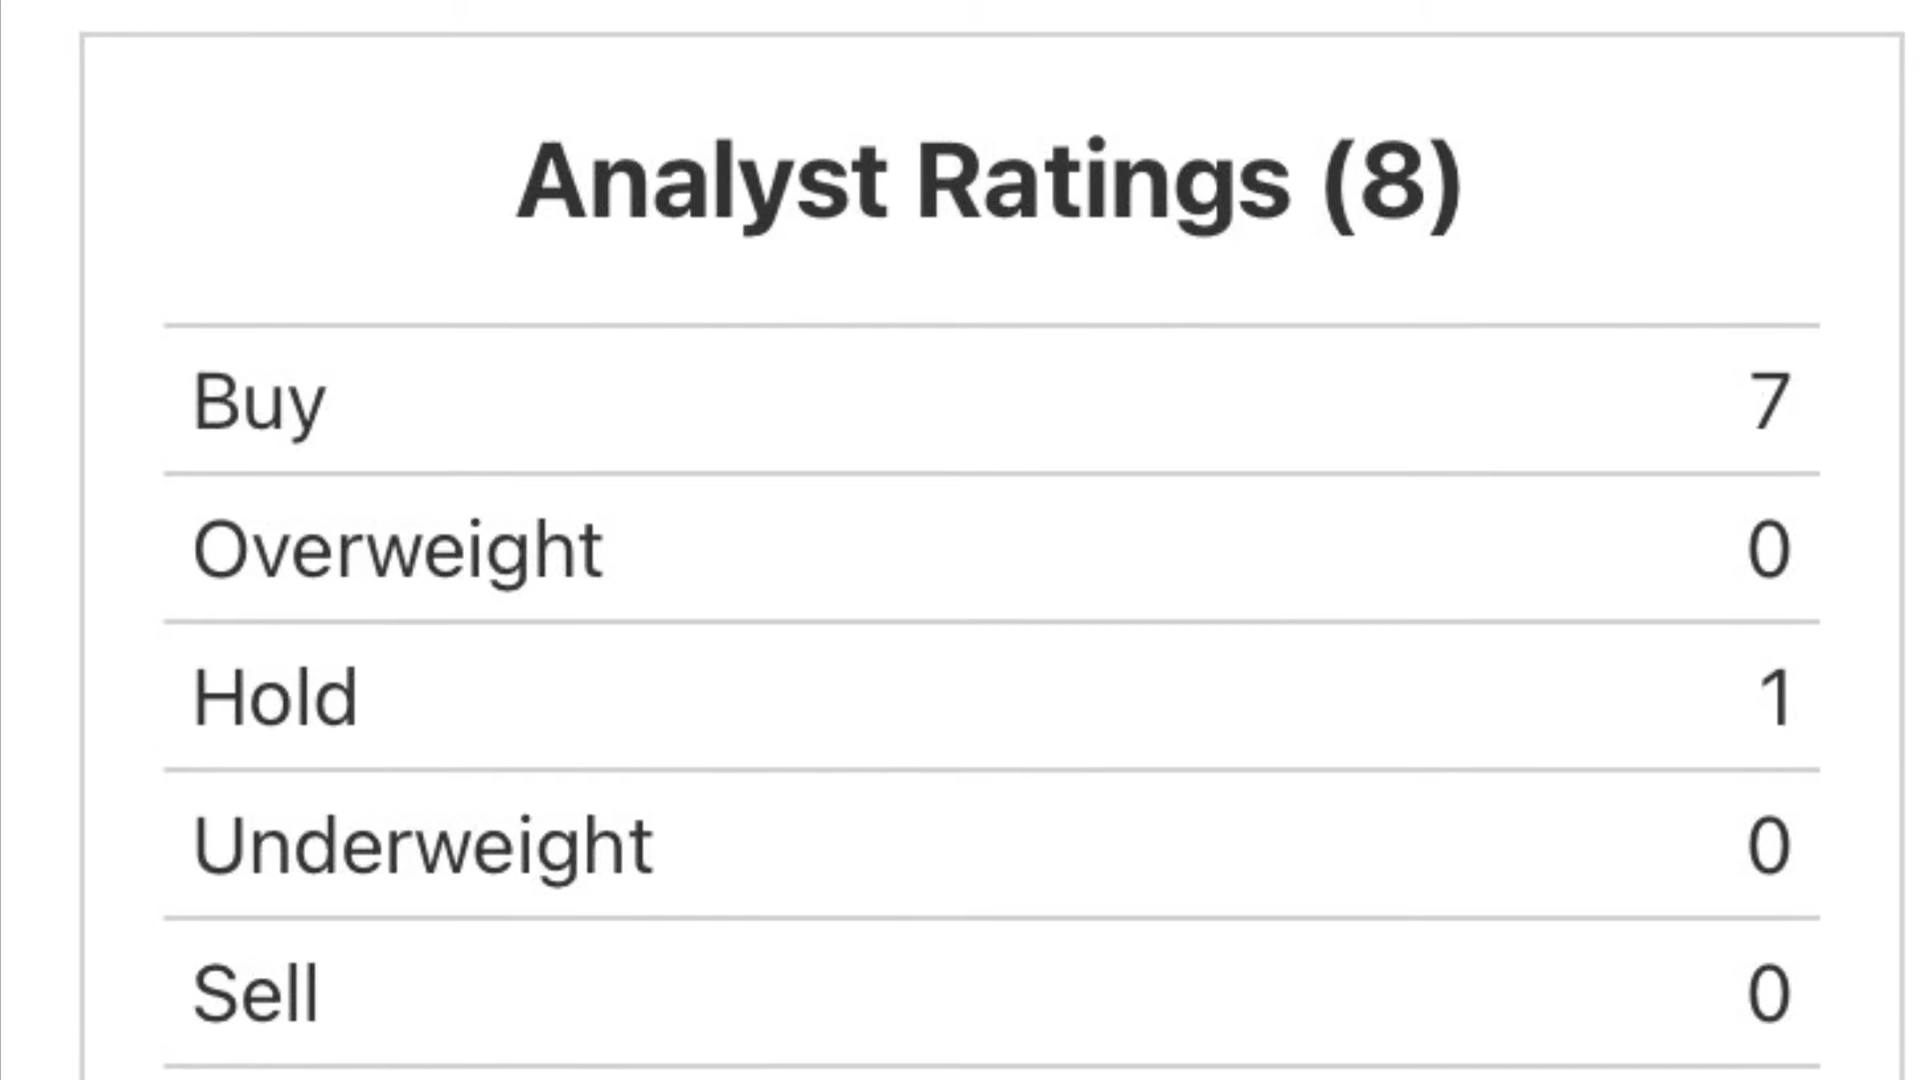 Analyst Ratings (8)
Buy 7
Overweight 0
Hold 1
Underweight 0
Sell 0